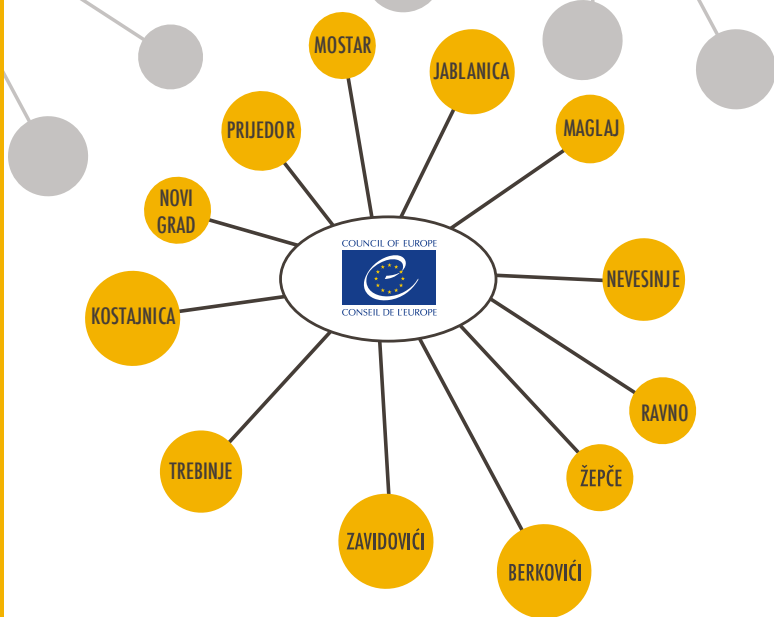 MOSTAR
JABLANICA
MAGLAJ
PRIJEDOR
NOVI
GRAD
COUNCIL OF EUROPE
CONSEIL DE L'EUROPE
NEVESINJE
KOSTAJNICA
RAVNO
TREBINJE
ŽEPČE
ZAVIDOVIĆI
BERKOVIĆI